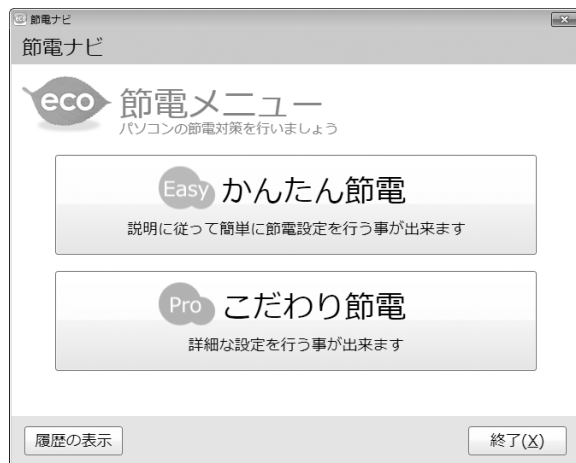 節電ナビ
節電ナビ
eco 節電メニュー
パソコンの節電対策を行いましょう
Easy かんたん節電
説明に従って簡単に節電設定を行う事が出来ます
Pro こだわり節電
詳細な設定を行う事が出来ます
履歴の表示 終了(X)